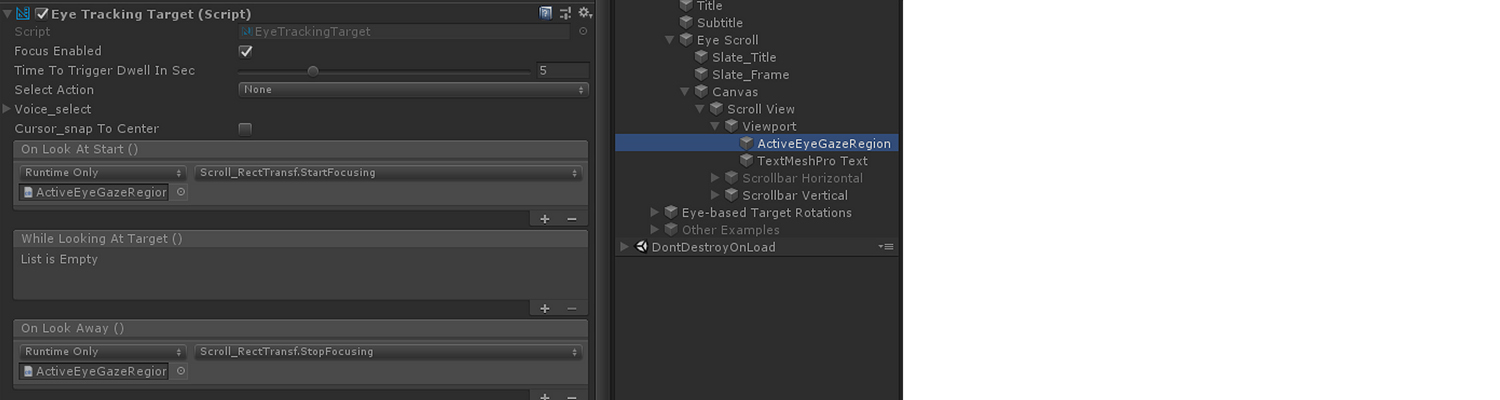 Eye Tracking Target (Script)
Script
EyeTrackingTarget
Focus Enabled
Time To Trigger Dwell In Sec
5
Select Action
None
Voice_select
Cursor_snap To Center
On Look At Start ()
Runtime Only
Scroll_RectTransf.StartFocusing
ActiveEyeGazeRegior
While Looking At Target ()
List is Empty
On Look Away ()
Runtime Only
Scroll_RectTransf.StopFocusing
ActiveEyeGazeRegior
Title
Subtitle
Eye Scroll
Slate_Title
Slate_Frame
Canvas
Scroll View
Viewport
ActiveEyeGazeRegion
TextMeshPro Text
Scrollbar Horizontal
Scrollbar Vertical
Eye-based Target Rotations
Other Examples
DontDestroyOnLoad